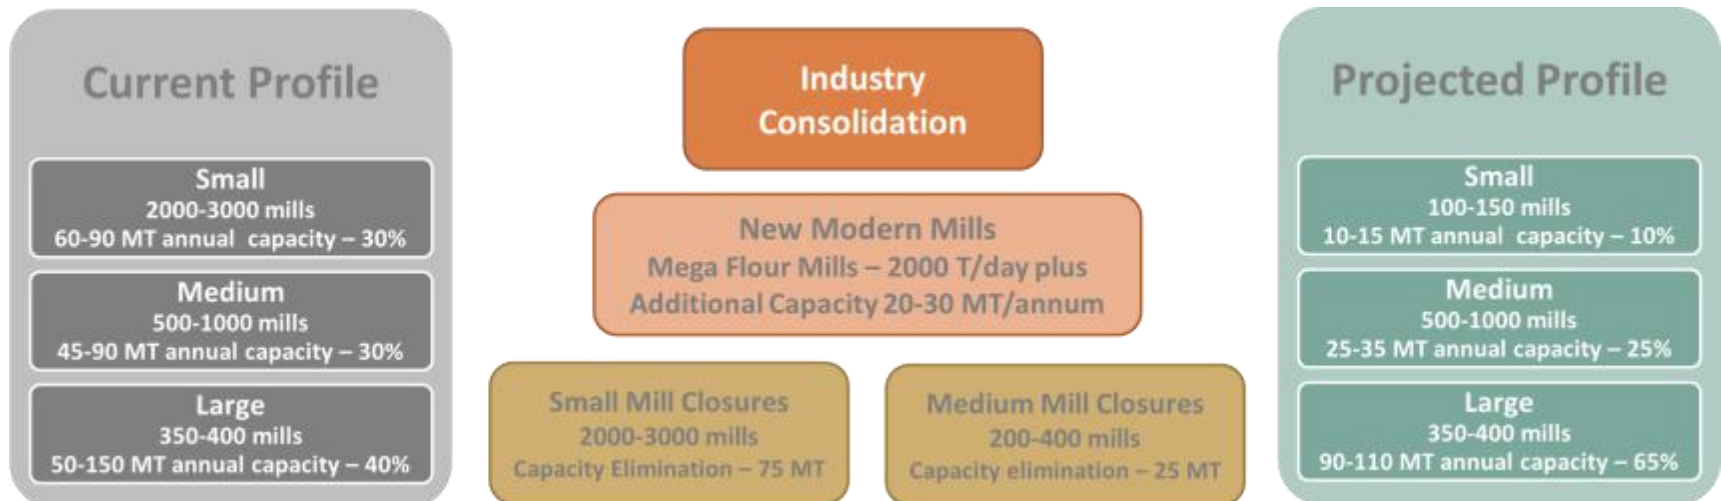 Current Profile
Small
2000-3000 mills
60-90 MT annual capacity – 30%
Medium
500-1000 mills
45-90 MT annual capacity – 30%
Large
350-400 mills
50-150 MT annual capacity – 40%
Industry
Consolidation
New Modern Mills
Mega Flour Mills – 2000 T/day plus
Additional Capacity 20-30 MT/annum
Small Mill Closures
2000-3000 mills
Capacity Elimination – 75 MT
Medium Mill Closures
200-400 mills
Capacity elimination – 25 MT
Projected Profile
Small
100-150 mills
10-15 MT annual capacity – 10%
Medium
500-1000 mills
25-35 MT annual capacity – 25%
Large
350-400 mills
90-110 MT annual capacity – 65%